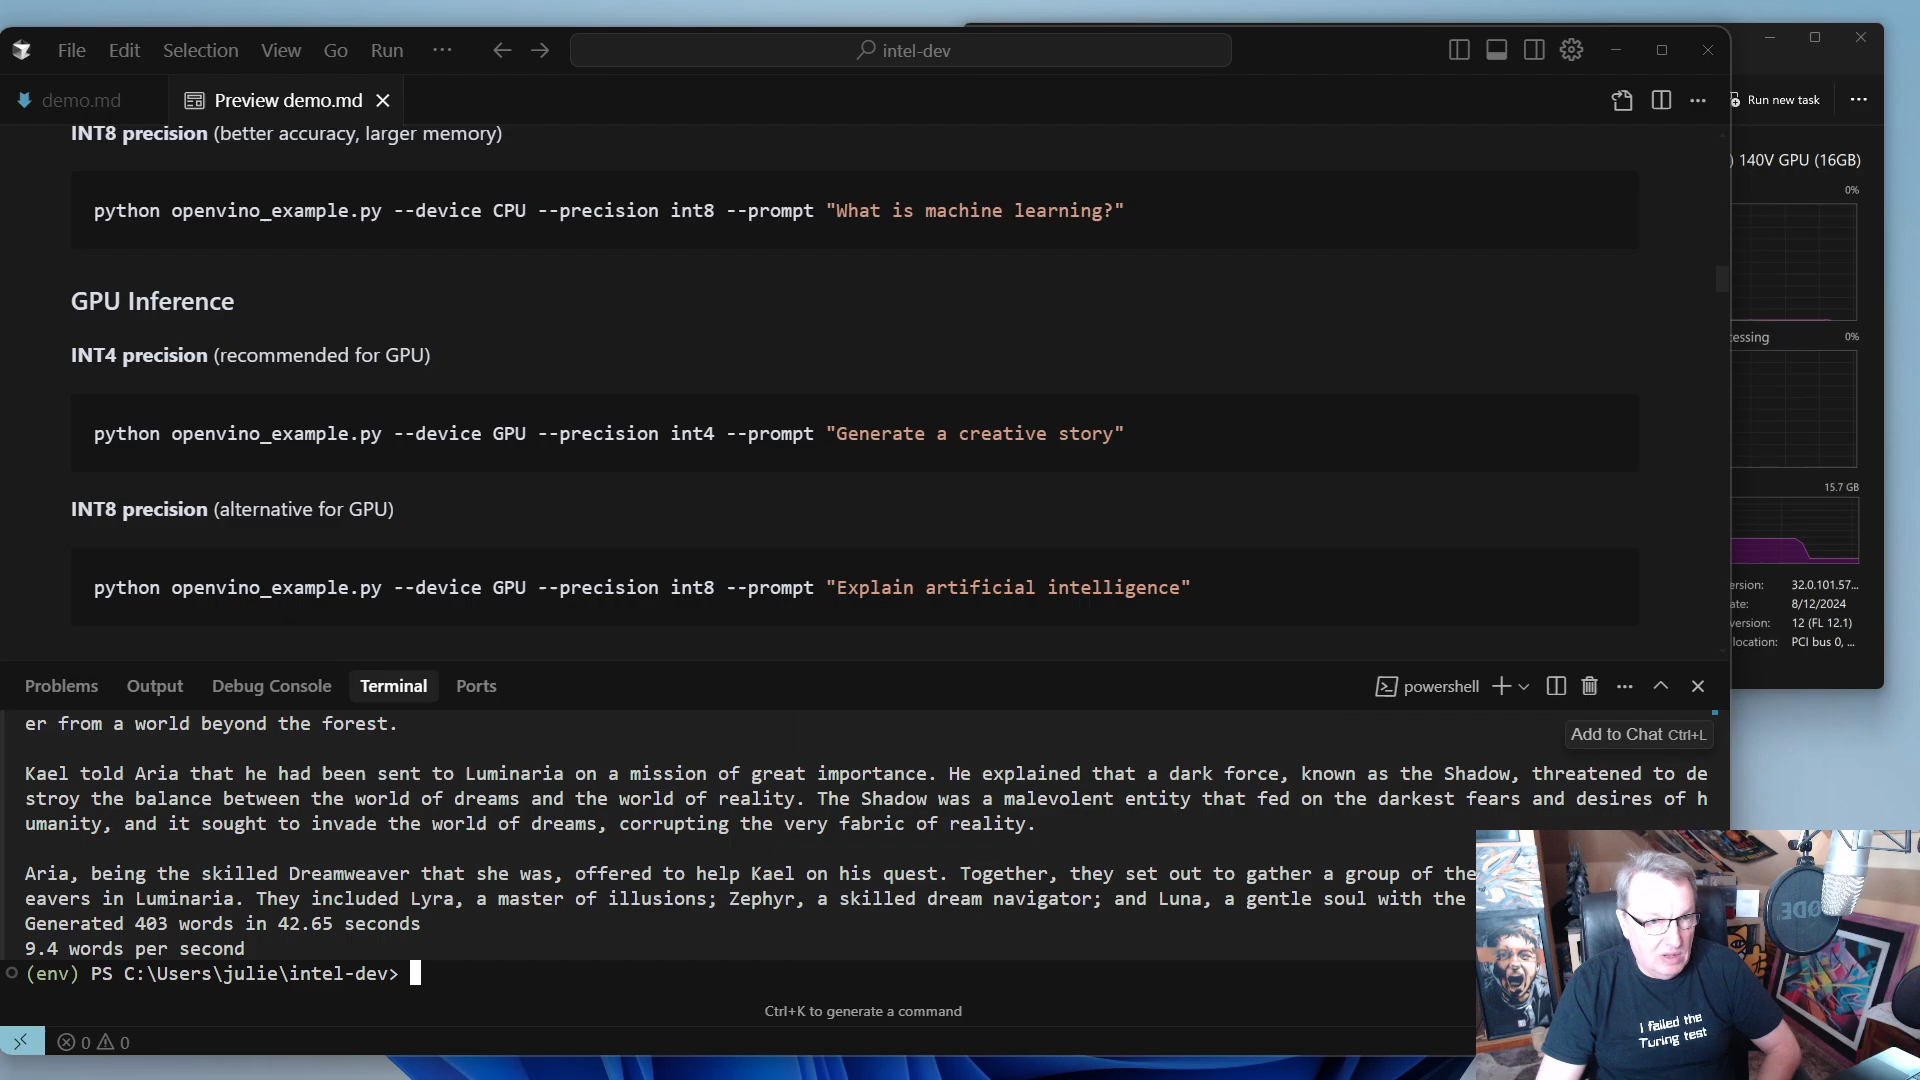 File Edit Selection View Go Run ··· intel-dev
demo.md Preview demo.md
Run new task
INT8 precision (better accuracy, larger memory)
) 140V GPU (16GB)
0%
python openvino_example.py --device CPU --precision int8 --prompt "What is machine learning?"
GPU Inference
essing 0%
INT4 precision (recommended for GPU)
python openvino_example.py --device GPU --precision int4 --prompt "Generate a creative story"
15.7 GB
INT8 precision (alternative for GPU)
python openvino_example.py --device GPU --precision int8 --prompt "Explain artificial intelligence"
ersion: 32.0.101.57...
ate: 8/12/2024
version: 12 (FL 12.1)
location: PCI bus 0, ...
Problems Output Debug Console Terminal Ports powershell
er from a world beyond the forest.
Add to Chat Ctrl+L
Kael told Aria that he had been sent to Luminaria on a mission of great importance. He explained that a dark force, known as the Shadow, threatened to de
stroy the balance between the world of dreams and the world of reality. The Shadow was a malevolent entity that fed on the darkest fears and desires of h
umanity, and it sought to invade the world of dreams, corrupting the very fabric of reality.
Aria, being the skilled Dreamweaver that she was, offered to help Kael on his quest. Together, they set out to gather a group of the
eavers in Luminaria. They included Lyra, a master of illusions; Zephyr, a skilled dream navigator; and Luna, a gentle soul with the
Generated 403 words in 42.65 seconds
9.4 words per second
(env) PS C:\Users\julie\intel-dev>
Ctrl+K to generate a command
0 0
I failed the
Turing test